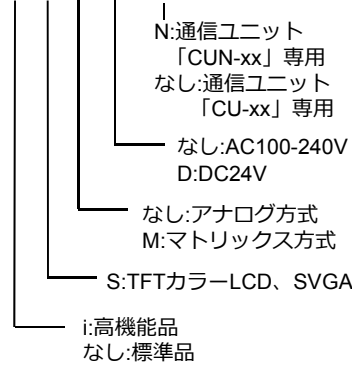 N:通信ユニット
「CUN-xx」専用
なし:通信ユニット
「CU-xx」専用
なし:AC100-240V
D:DC24V
なし:アナログ方式
M:マトリックス方式
S:TFTカラーLCD、SVGA
i:高機能品
なし:標準品